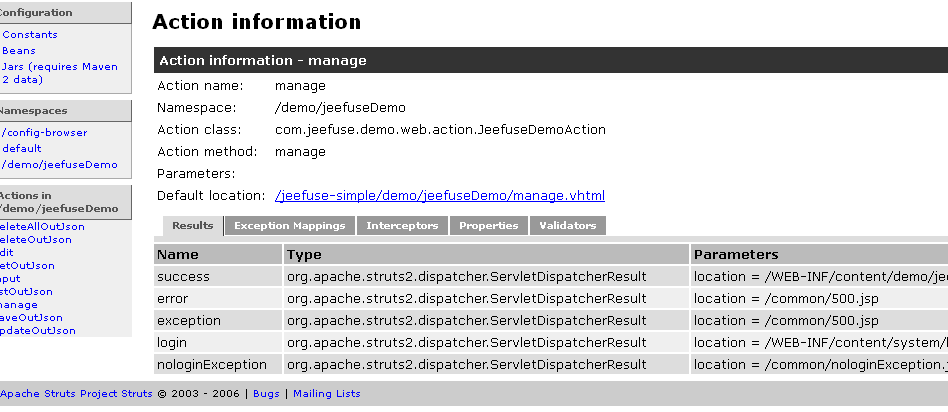 Configuration
Constants
Beans
Jars (requires Maven
2 data)
Namespaces
/config-browser
default
/demo/jeefuseDemo
Actions in
/demo/jeefuseDemo
eleteAllOutJson
eleteOutJson
dit
etOutJson
nput
stOutJson
manage
aveOutJson
pdateOutJson
Action information
Action information - manage
Action name: manage
Namespace: /demo/jeefuseDemo
Action class: com.jeefuse.demo.web.action.JeefuseDemoAction
Action method: manage
Parameters:
Default location: /jeefuse-simple/demo/jeefuseDemo/manage.vhtml
Results Exception Mappings Interceptors Properties Validators
Name Type Parameters
success org.apache.struts2.dispatcher.ServletDispatcherResult location = /WEB-INF/content/demo/jee
error org.apache.struts2.dispatcher.ServletDispatcherResult location = /common/500.jsp
exception org.apache.struts2.dispatcher.ServletDispatcherResult location = /common/500.jsp
login org.apache.struts2.dispatcher.ServletDispatcherResult location = /WEB-INF/content/system/l
nologinException org.apache.struts2.dispatcher.ServletDispatcherResult location = /common/nologinException.j
Apache Struts Project Struts © 2003 - 2006 | Bugs | Mailing Lists